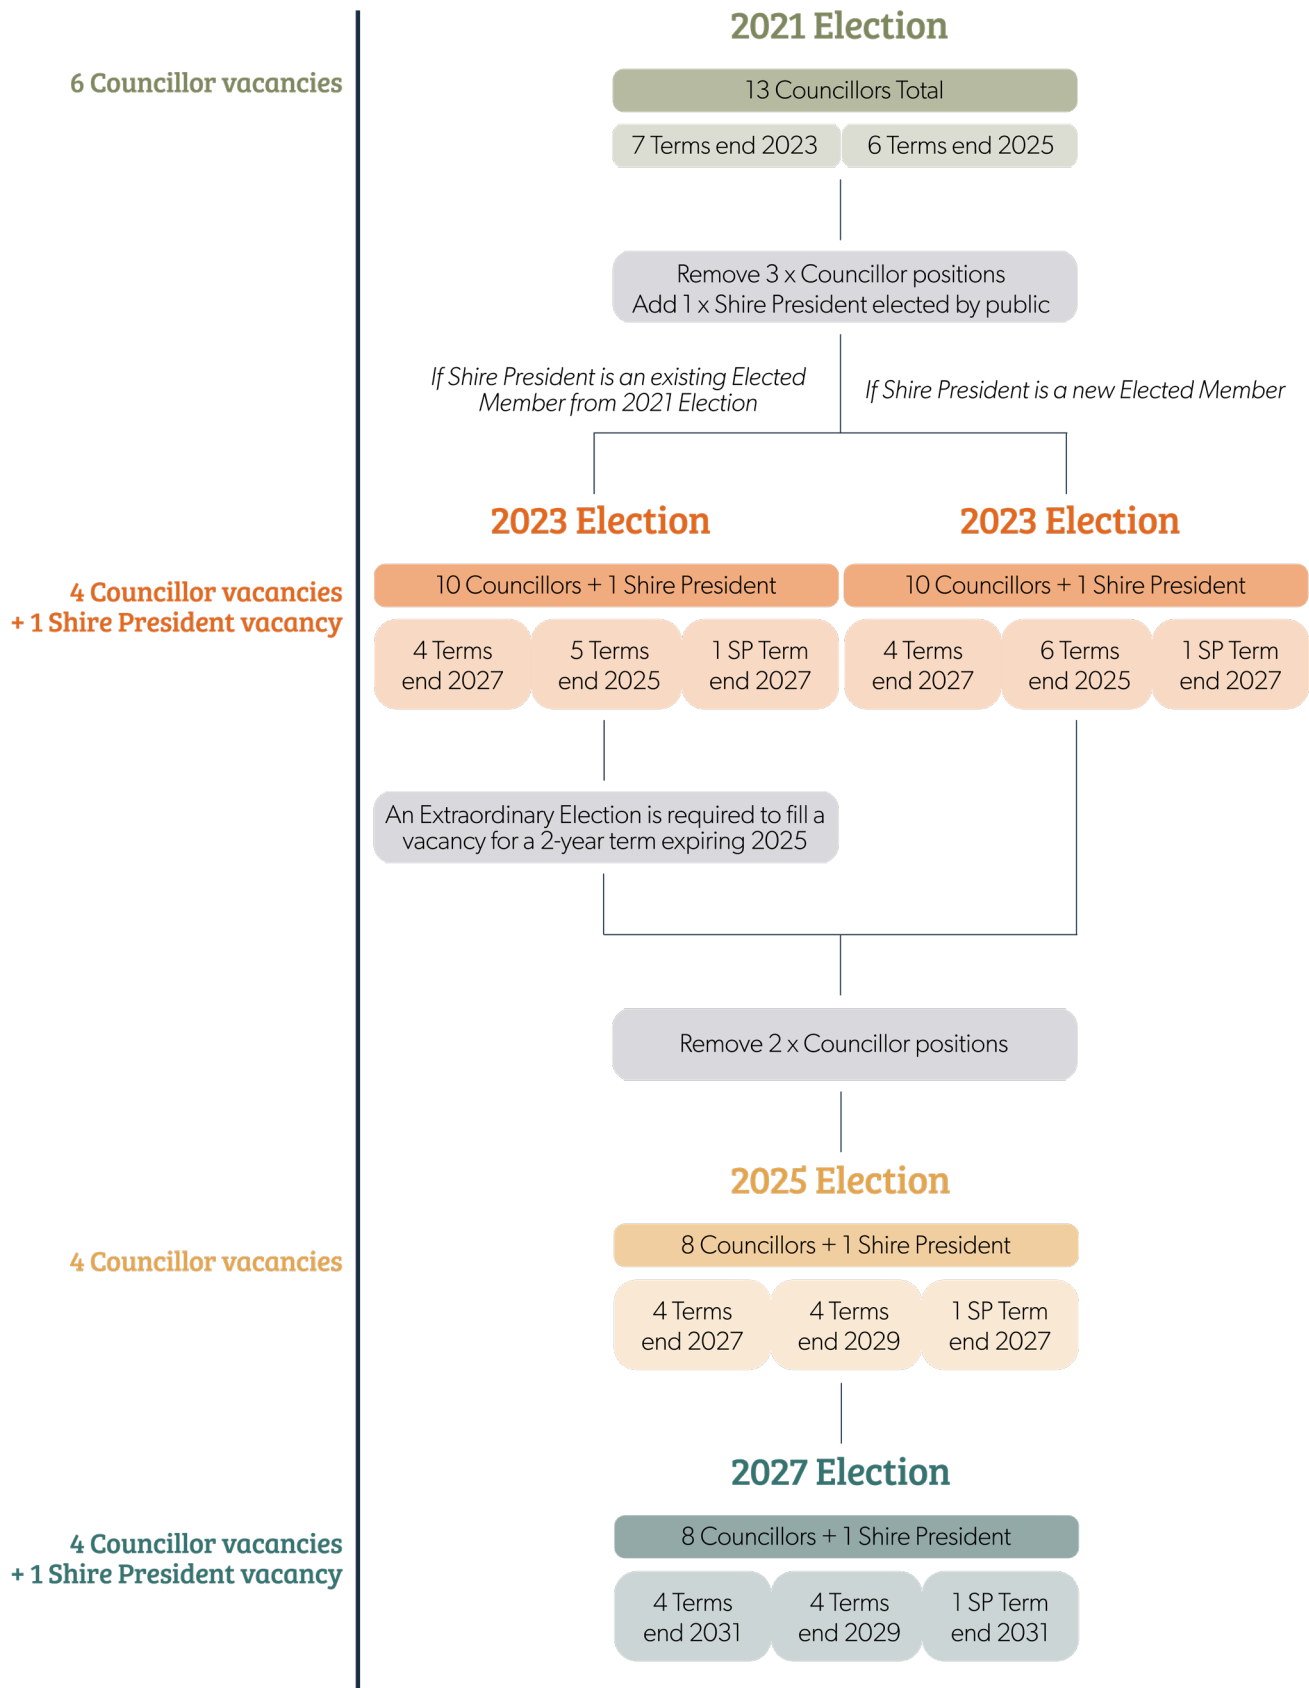 2021 Election
6 Councillor vacancies
13 Councillors Total
7 Terms end 2023
6 Terms end 2025
Remove 3 x Councillor positions
Add 1 x Shire President elected by public
If Shire President is an existing Elected
Member from 2021 Election
If Shire President is a new Elected Member
2023 Election
2023 Election
4 Councillor vacancies
+ 1 Shire President vacancy
10 Councillors + 1 Shire President
10 Councillors + 1 Shire President
4 Terms
end 2027
5 Terms
end 2025
1 SP Term
end 2027
4 Terms
end 2027
6 Terms
end 2025
1 SP Term
end 2027
An Extraordinary Election is required to fill a
vacancy for a 2-year term expiring 2025
Remove 2 x Councillor positions
2025 Election
4 Councillor vacancies
8 Councillors + 1 Shire President
4 Terms
end 2027
4 Terms
end 2029
1 SP Term
end 2027
2027 Election
4 Councillor vacancies
+ 1 Shire President vacancy
8 Councillors + 1 Shire President
4 Terms
end 2031
4 Terms
end 2029
1 SP Term
end 2031